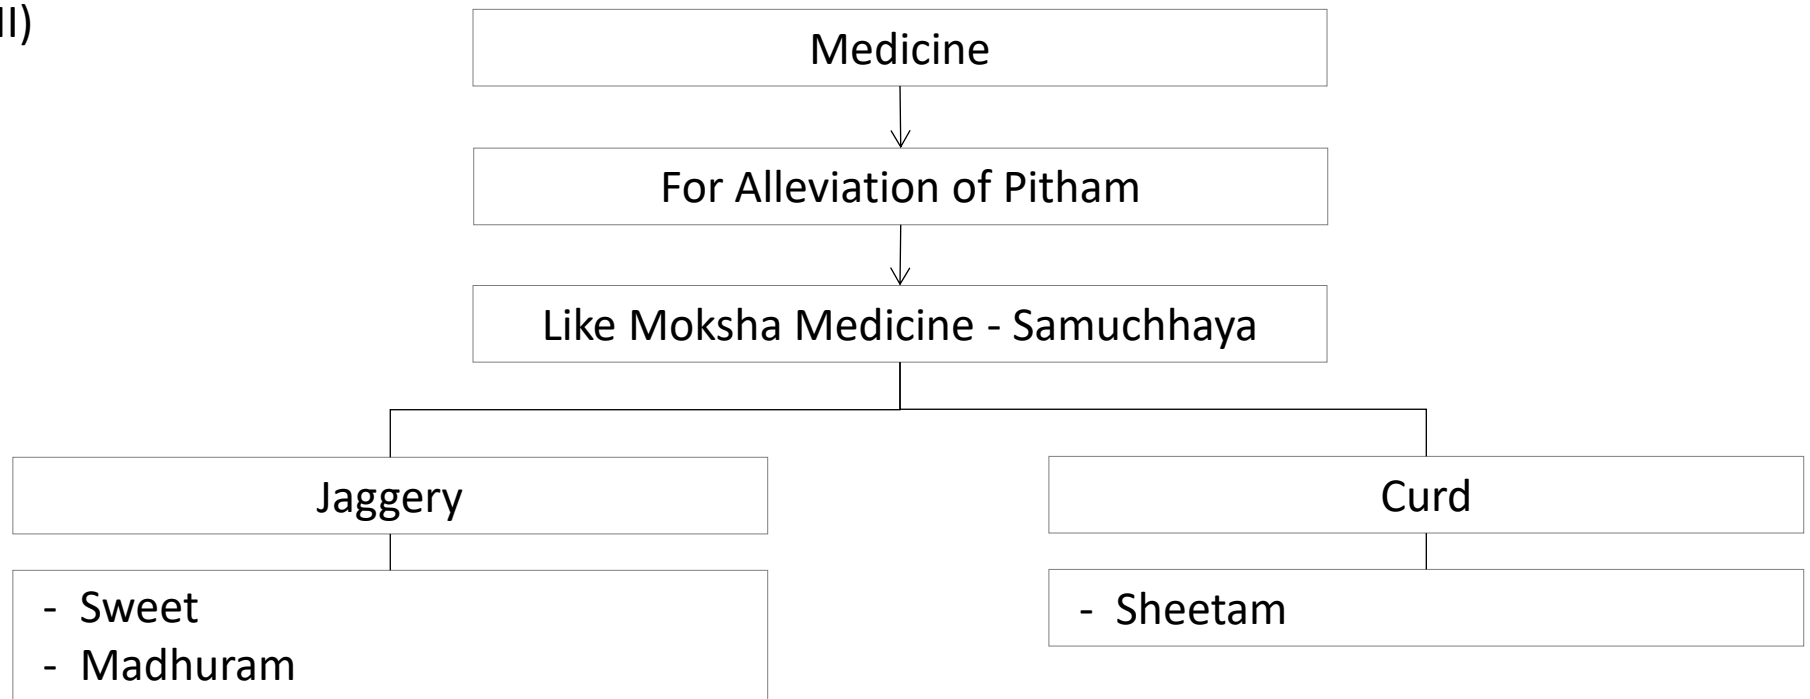 II)
Medicine
For Alleviation of Pitham
Like Moksha Medicine - Samuchhaya
Jaggery
Curd
- Sweet
- Madhuram
- Sheetam